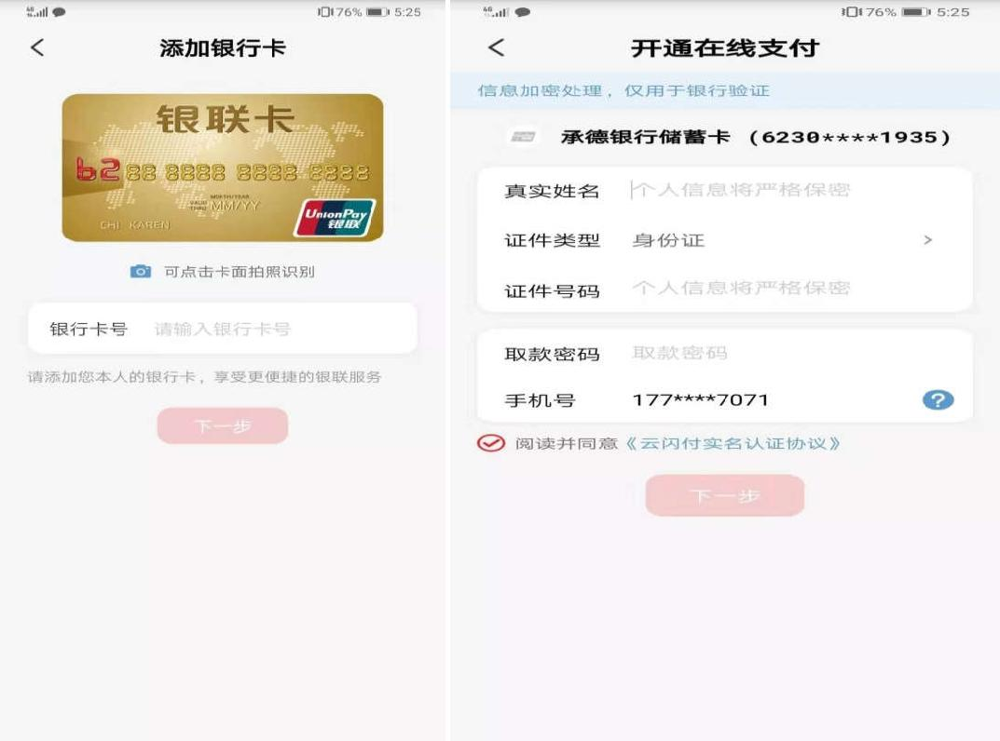 4G 76% 5:25
添加银行卡
银联卡
6288 8888 8888 8888
MONTH/YEAR
VALID THRU MM/YY
CHI KAREN
UnionPay
银联
可点击卡面拍照识别
银行卡号 请输入银行卡号
请添加您本人的银行卡，享受更便捷的银联服务
下一步
4G 76% 5:25
开通在线支付
信息加密处理，仅用于银行验证
承德银行储蓄卡 (6230****1935)
真实姓名 个人信息将严格保密
证件类型 身份证 >
证件号码 个人信息将严格保密
取款密码 取款密码
手机号 177****7071 ?
阅读并同意《云闪付实名认证协议》
下一步